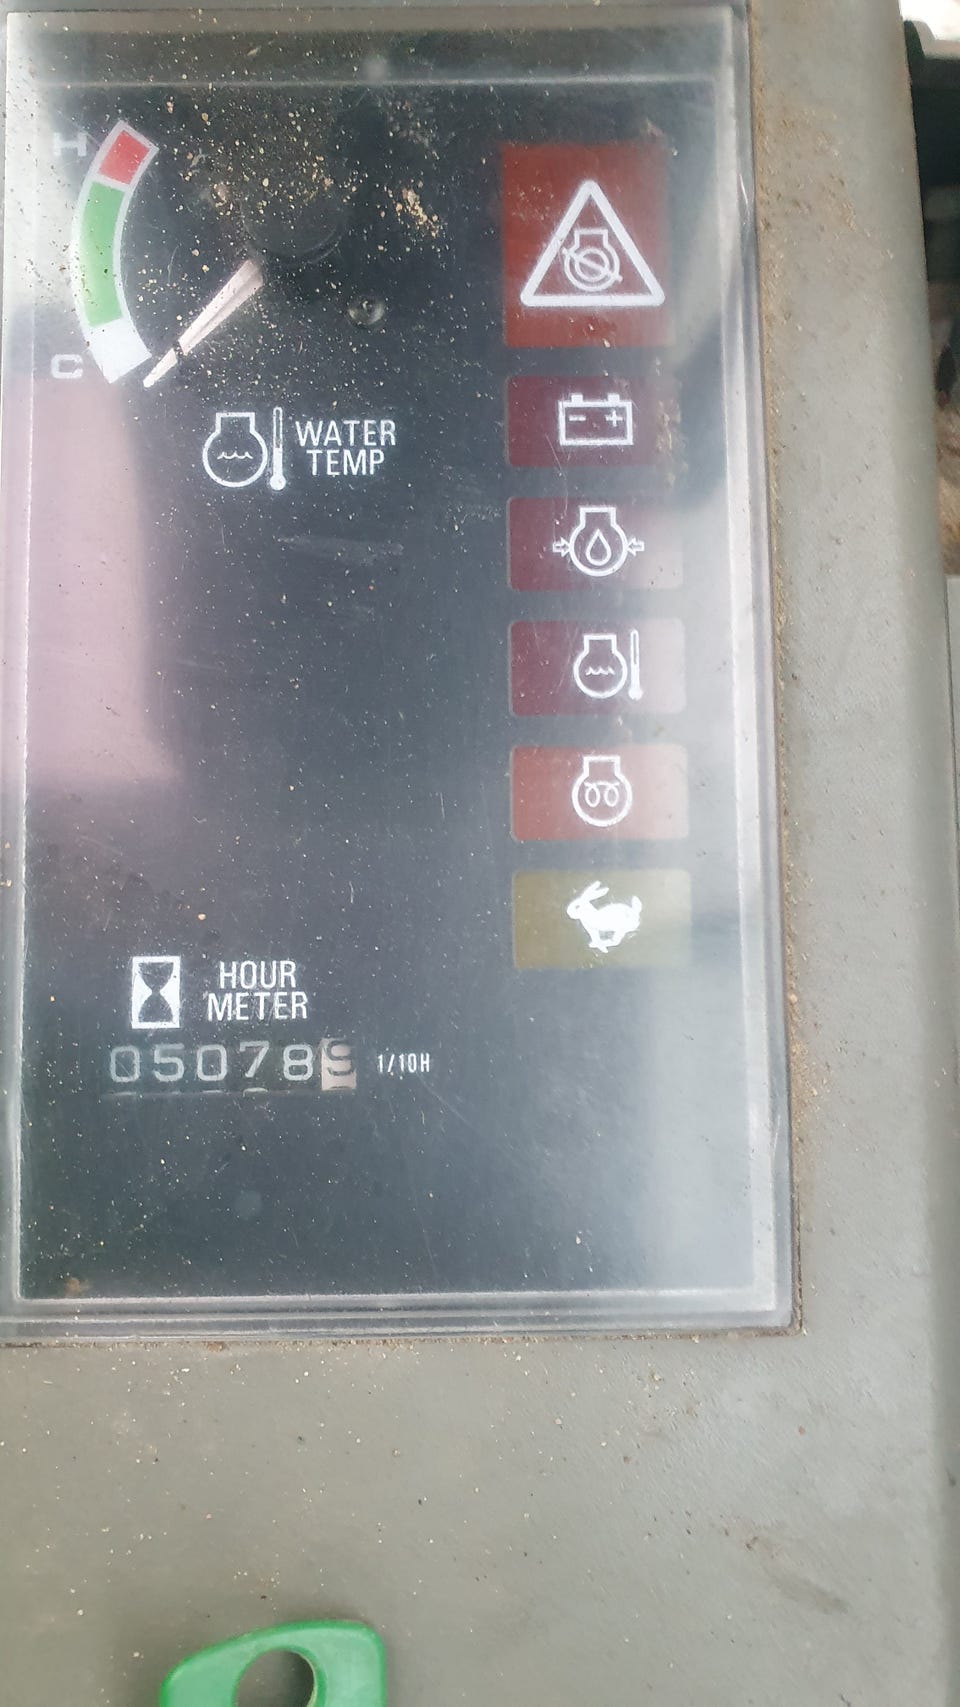 H
C
WATER
TEMP
- +
HOUR
METER
050789 1/10H